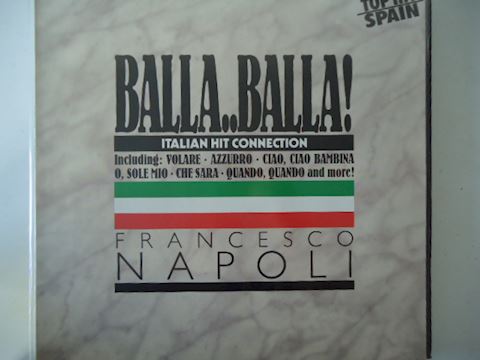 TOP HIT
SPAIN
BALLA..BALLA!
ITALIAN HIT CONNECTION
Including: VOLARE · AZZURRO · CIAO, CIAO BAMBINA
O, SOLE MIO · CHE SARA · QUANDO, QUANDO and more!
FRANCESCO
NAPOLI